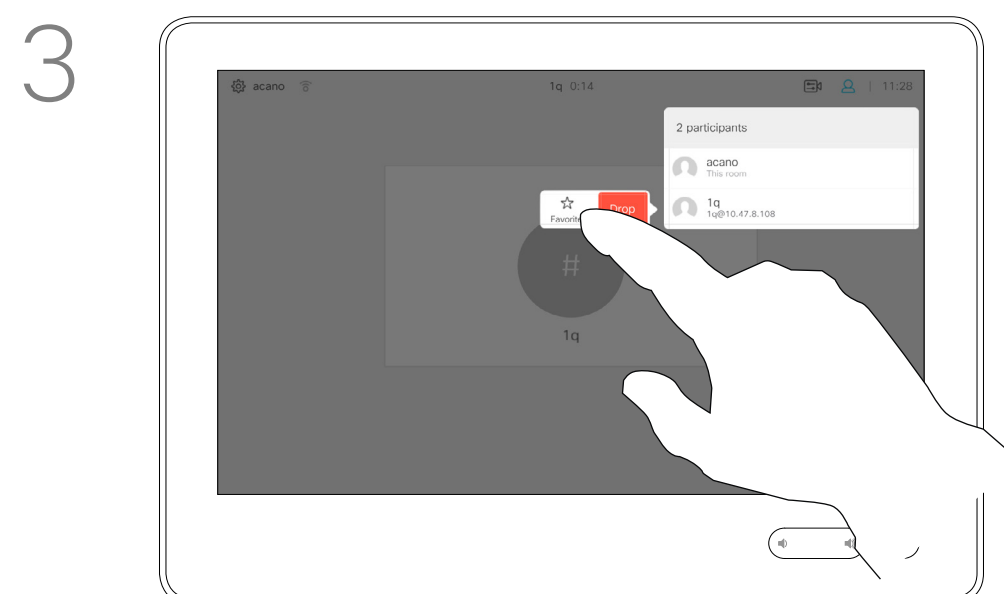 3
acano
1q 0:14
| 11:28
2 participants
acano
This room
Favorite
Drop
1q
1q@10.47.8.108
#
1q